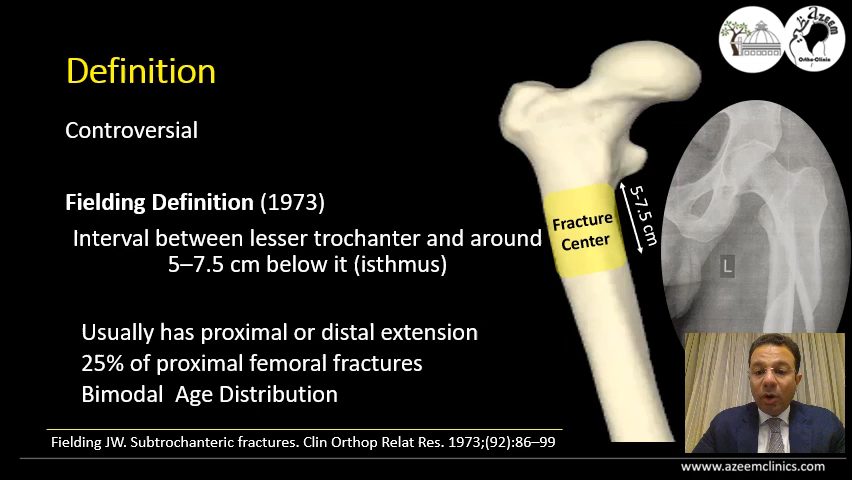 Definition
Controversial
Fielding Definition (1973)
Interval between lesser trochanter and around
5–7.5 cm below it (isthmus)
Usually has proximal or distal extension
25% of proximal femoral fractures
Bimodal Age Distribution
Fielding JW. Subtrochanteric fractures. Clin Orthop Relat Res. 1973;(92):86–99
Fracture
Center
5-7.5 cm
L
Azeem
Ortho-Clinic
www.azeemclinics.com